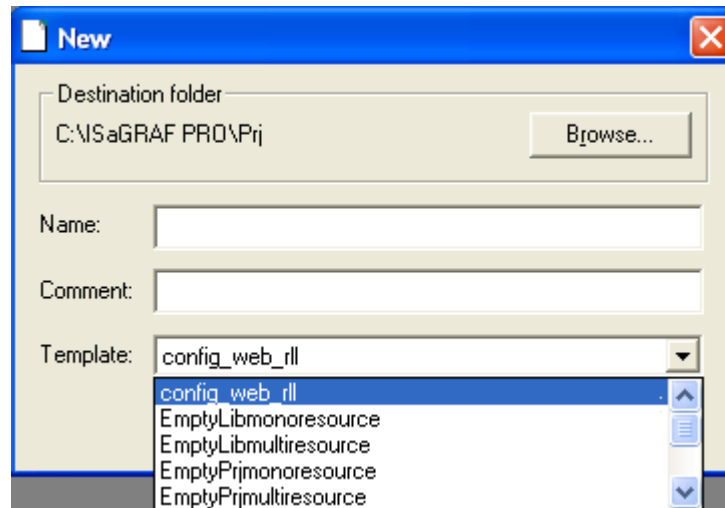 New
Destination folder
C:\ISaGRAF PRO\Prj
Browse...
Name:
Comment:
Template: config_web_rll
config_web_rll
EmptyLibmonoresource
EmptyLibmultiresource
EmptyPrjmonoresource
EmptyPrjmultiresource